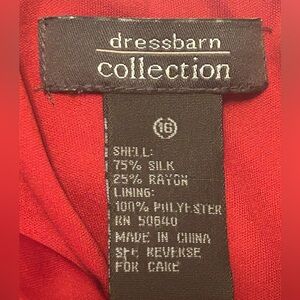 dressbarn
collection
16
SHELL:
75% SILK
25% RAYON
LINING:
100% POLYESTER
RN 50640
MADE IN CHINA
SEE REVERSE
FOR CARE